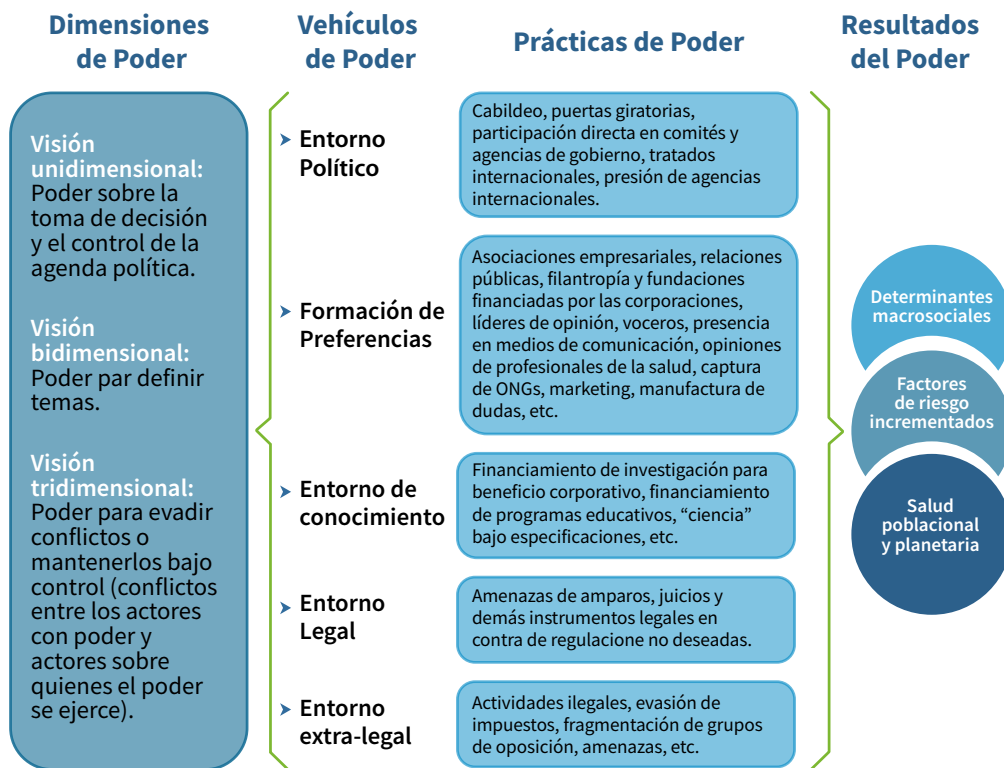 Dimensiones
de Poder
Vehículos
de Poder
Prácticas de Poder
Resultados
del Poder
Visión
unidimensional:
Poder sobre la
toma de decisión
y el control de la
agenda política.
Visión
bidimensional:
Poder par definir
temas.
Visión
tridimensional:
Poder para evadir
conflictos o
mantenerlos bajo
control (conflictos
entre los actores
con poder y
actores sobre
quienes el poder
se ejerce).
Entorno
Político
Cabildeo, puertas giratorias,
participación directa en comités y
agencias de gobierno, tratados
internacionales, presión de agencias
internacionales.
Formación de
Preferencias
Asociaciones empresariales, relaciones
públicas, filantropía y fundaciones
financiadas por las corporaciones,
líderes de opinión, voceros, presencia
en medios de comunicación, opiniones
de profesionales de la salud, captura
de ONGs, marketing, manufactura de
dudas, etc.
Entorno de
conocimiento
Financiamiento de investigación para
beneficio corporativo, financiamiento
de programas educativos, “ciencia”
bajo especificaciones, etc.
Entorno
Legal
Amenazas de amparos, juicios y
demás instrumentos legales en
contra de regulacione no deseadas.
Entorno
extra-legal
Actividades ilegales, evasión de
impuestos, fragmentación de grupos
de oposición, amenazas, etc.
Determinantes
macrosociales
Factores
de riesgo
incrementados
Salud
poblacional
y planetaria